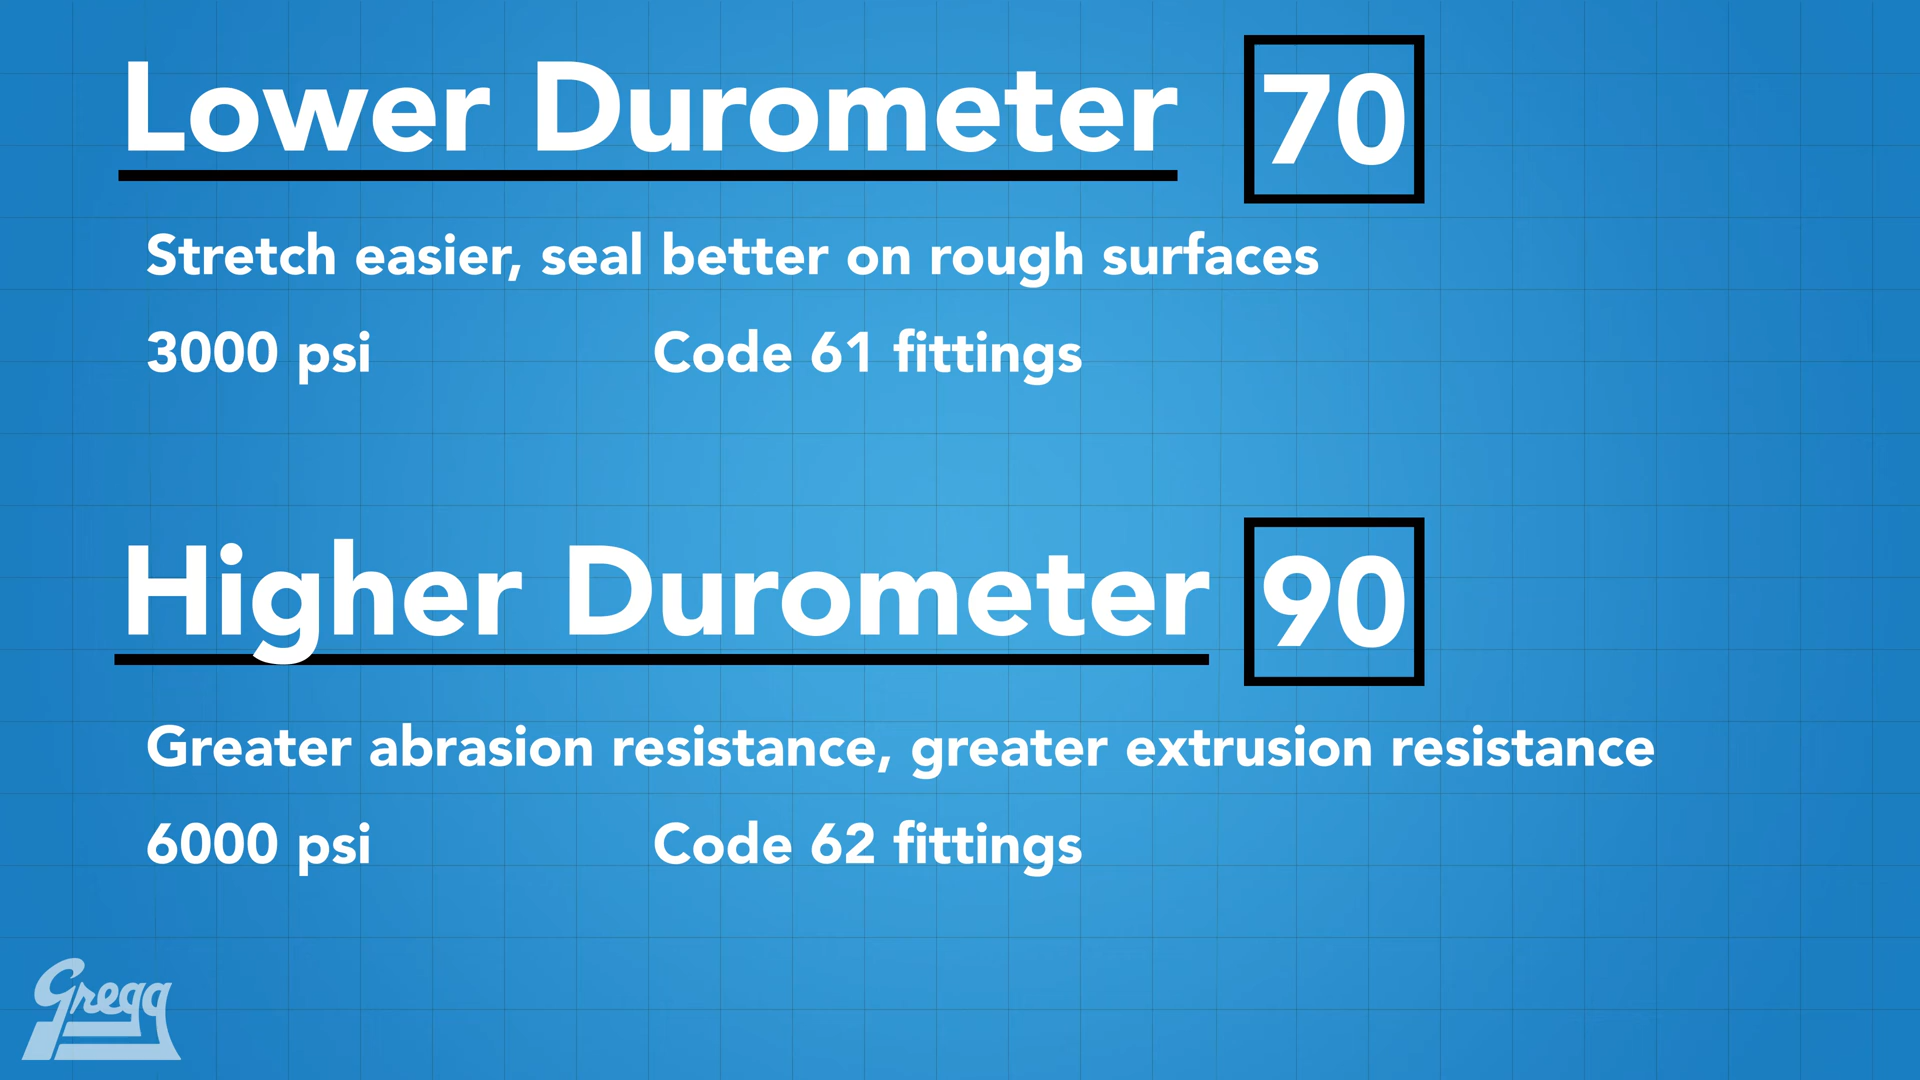 Lower Durometer 70
Stretch easier, seal better on rough surfaces
3000 psi Code 61 fittings
Higher Durometer 90
Greater abrasion resistance, greater extrusion resistance
6000 psi Code 62 fittings
Gregg